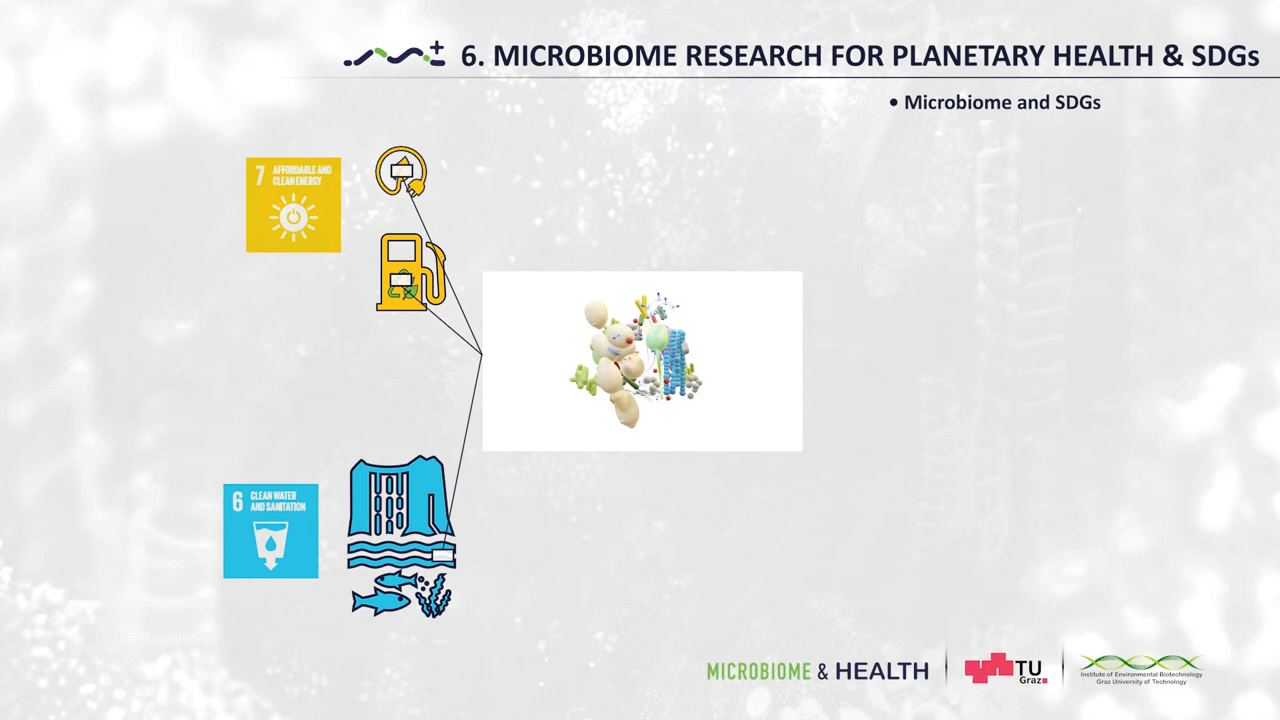 6. MICROBIOME RESEARCH FOR PLANETARY HEALTH & SDGs
• Microbiome and SDGs
7 AFFORDABLE AND
CLEAN ENERGY
6 CLEAN WATER
AND SANITATION
MICROBIOME & HEALTH
TU
Graz
Institute of Environmental Biotechnology
Graz University of Technology